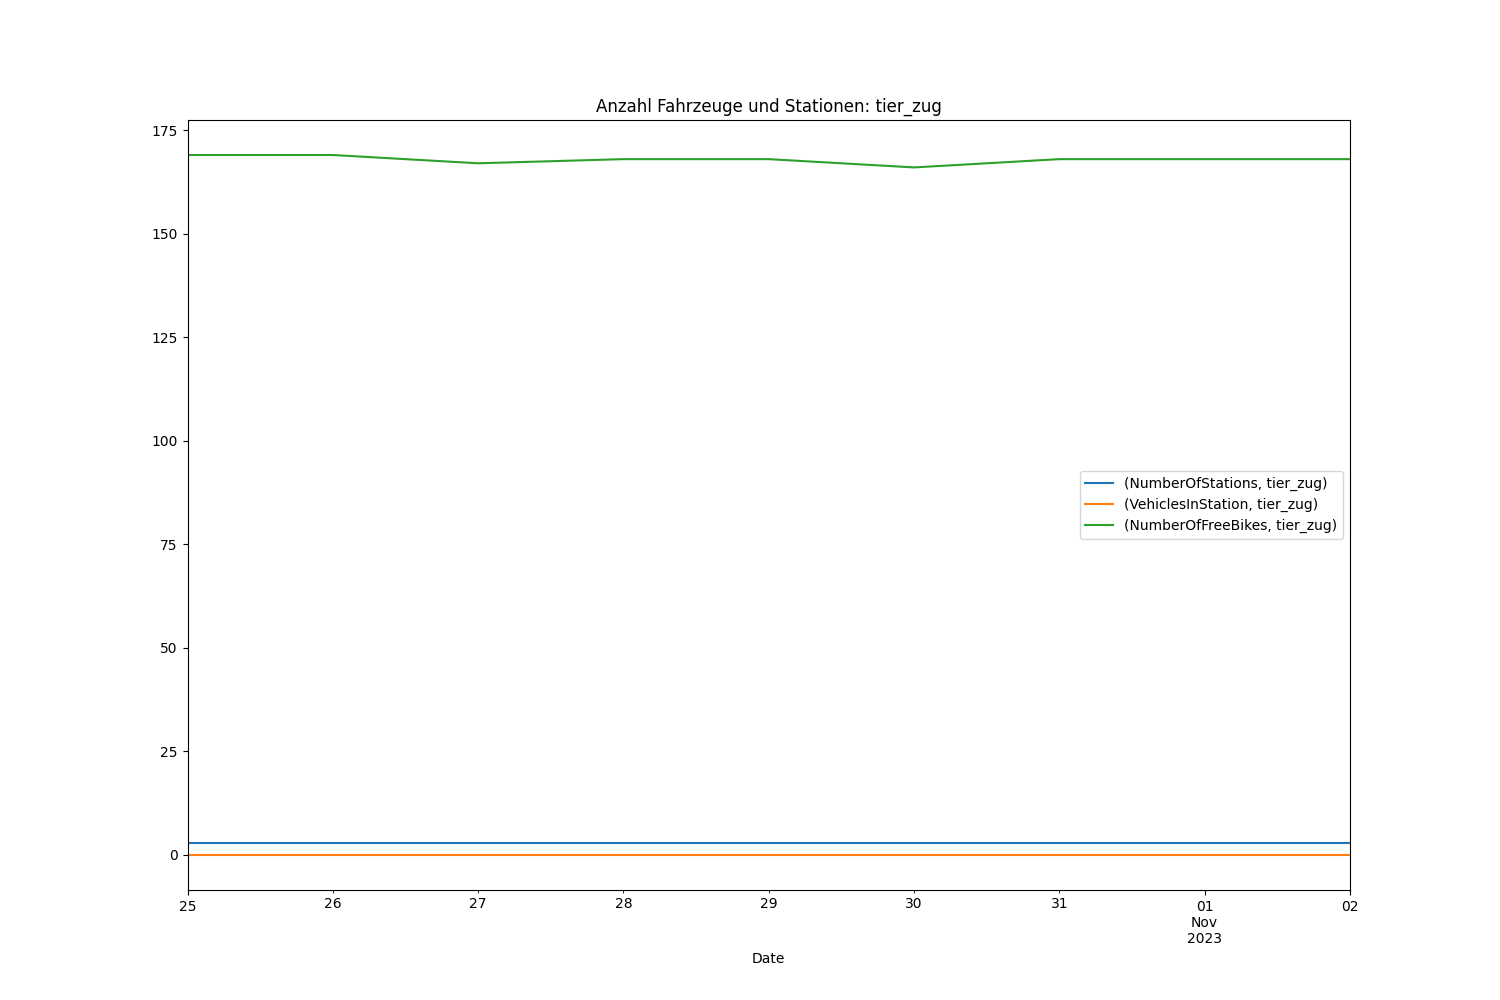 Anzahl Fahrzeuge und Stationen: tier_zug
175
150
125
100
75
50
25
0
(NumberOfStations, tier_zug)
(VehiclesInStation, tier_zug)
(NumberOfFreeBikes, tier_zug)
25 26 27 28 29 30 31 01 02
Nov
2023
Date